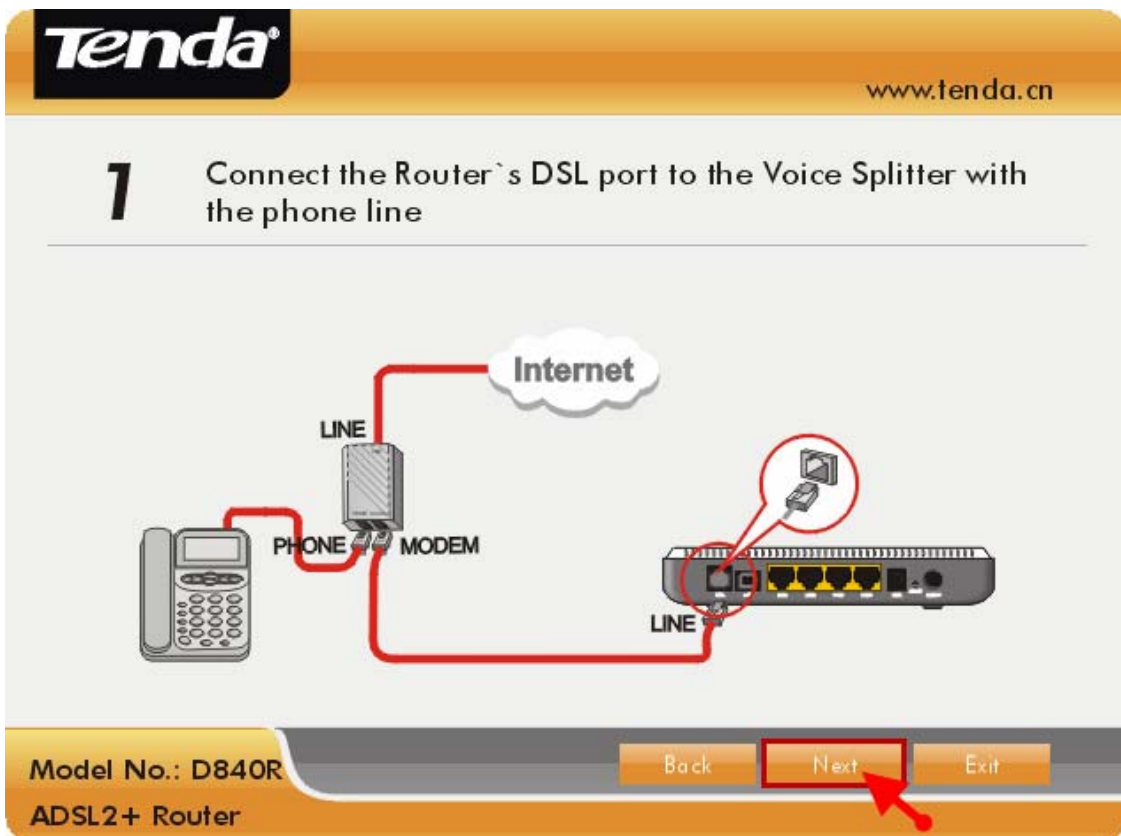 Tenda®
www.tenda.cn
1
Connect the Router`s DSL port to the Voice Splitter with
the phone line
Internet
LINE
PHONE
MODEM
LINE
Model No.: D840R
ADSL2+ Router
Back
Next
Exit